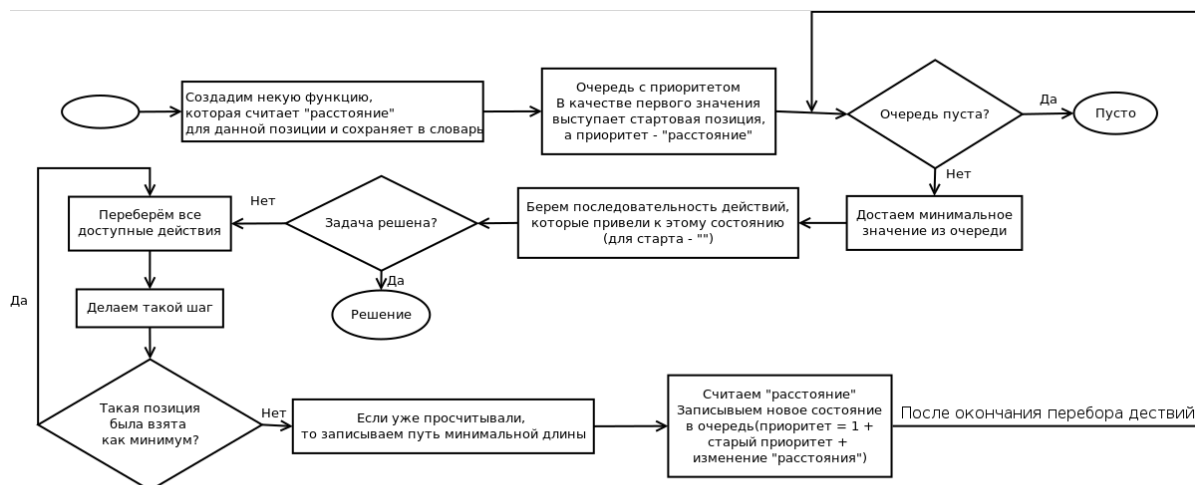 Создадим некую функцию,
которая считает "расстояние"
для данной позиции и сохраняет в словарь
Очередь с приоритетом
В качестве первого значения
выступает стартовая позиция,
а приоритет - "расстояние"
Очередь пуста?
Да
Пусто
Нет
Достаем минимальное
значение из очереди
Берем последовательность действий,
которые привели к этому состоянию
(для старта - "")
Задача решена?
Да
Решение
Нет
Переберём все
доступные действия
Делаем такой шаг
Такая позиция
была взята
как минимум?
Да
Нет
Если уже просчитывали,
то записываем путь минимальной длины
Считаем "расстояние"
Записывыем новое состояние
в очередь(приоритет = 1 +
старый приоритет +
изменение "расстояния")
После окончания перебора дествий